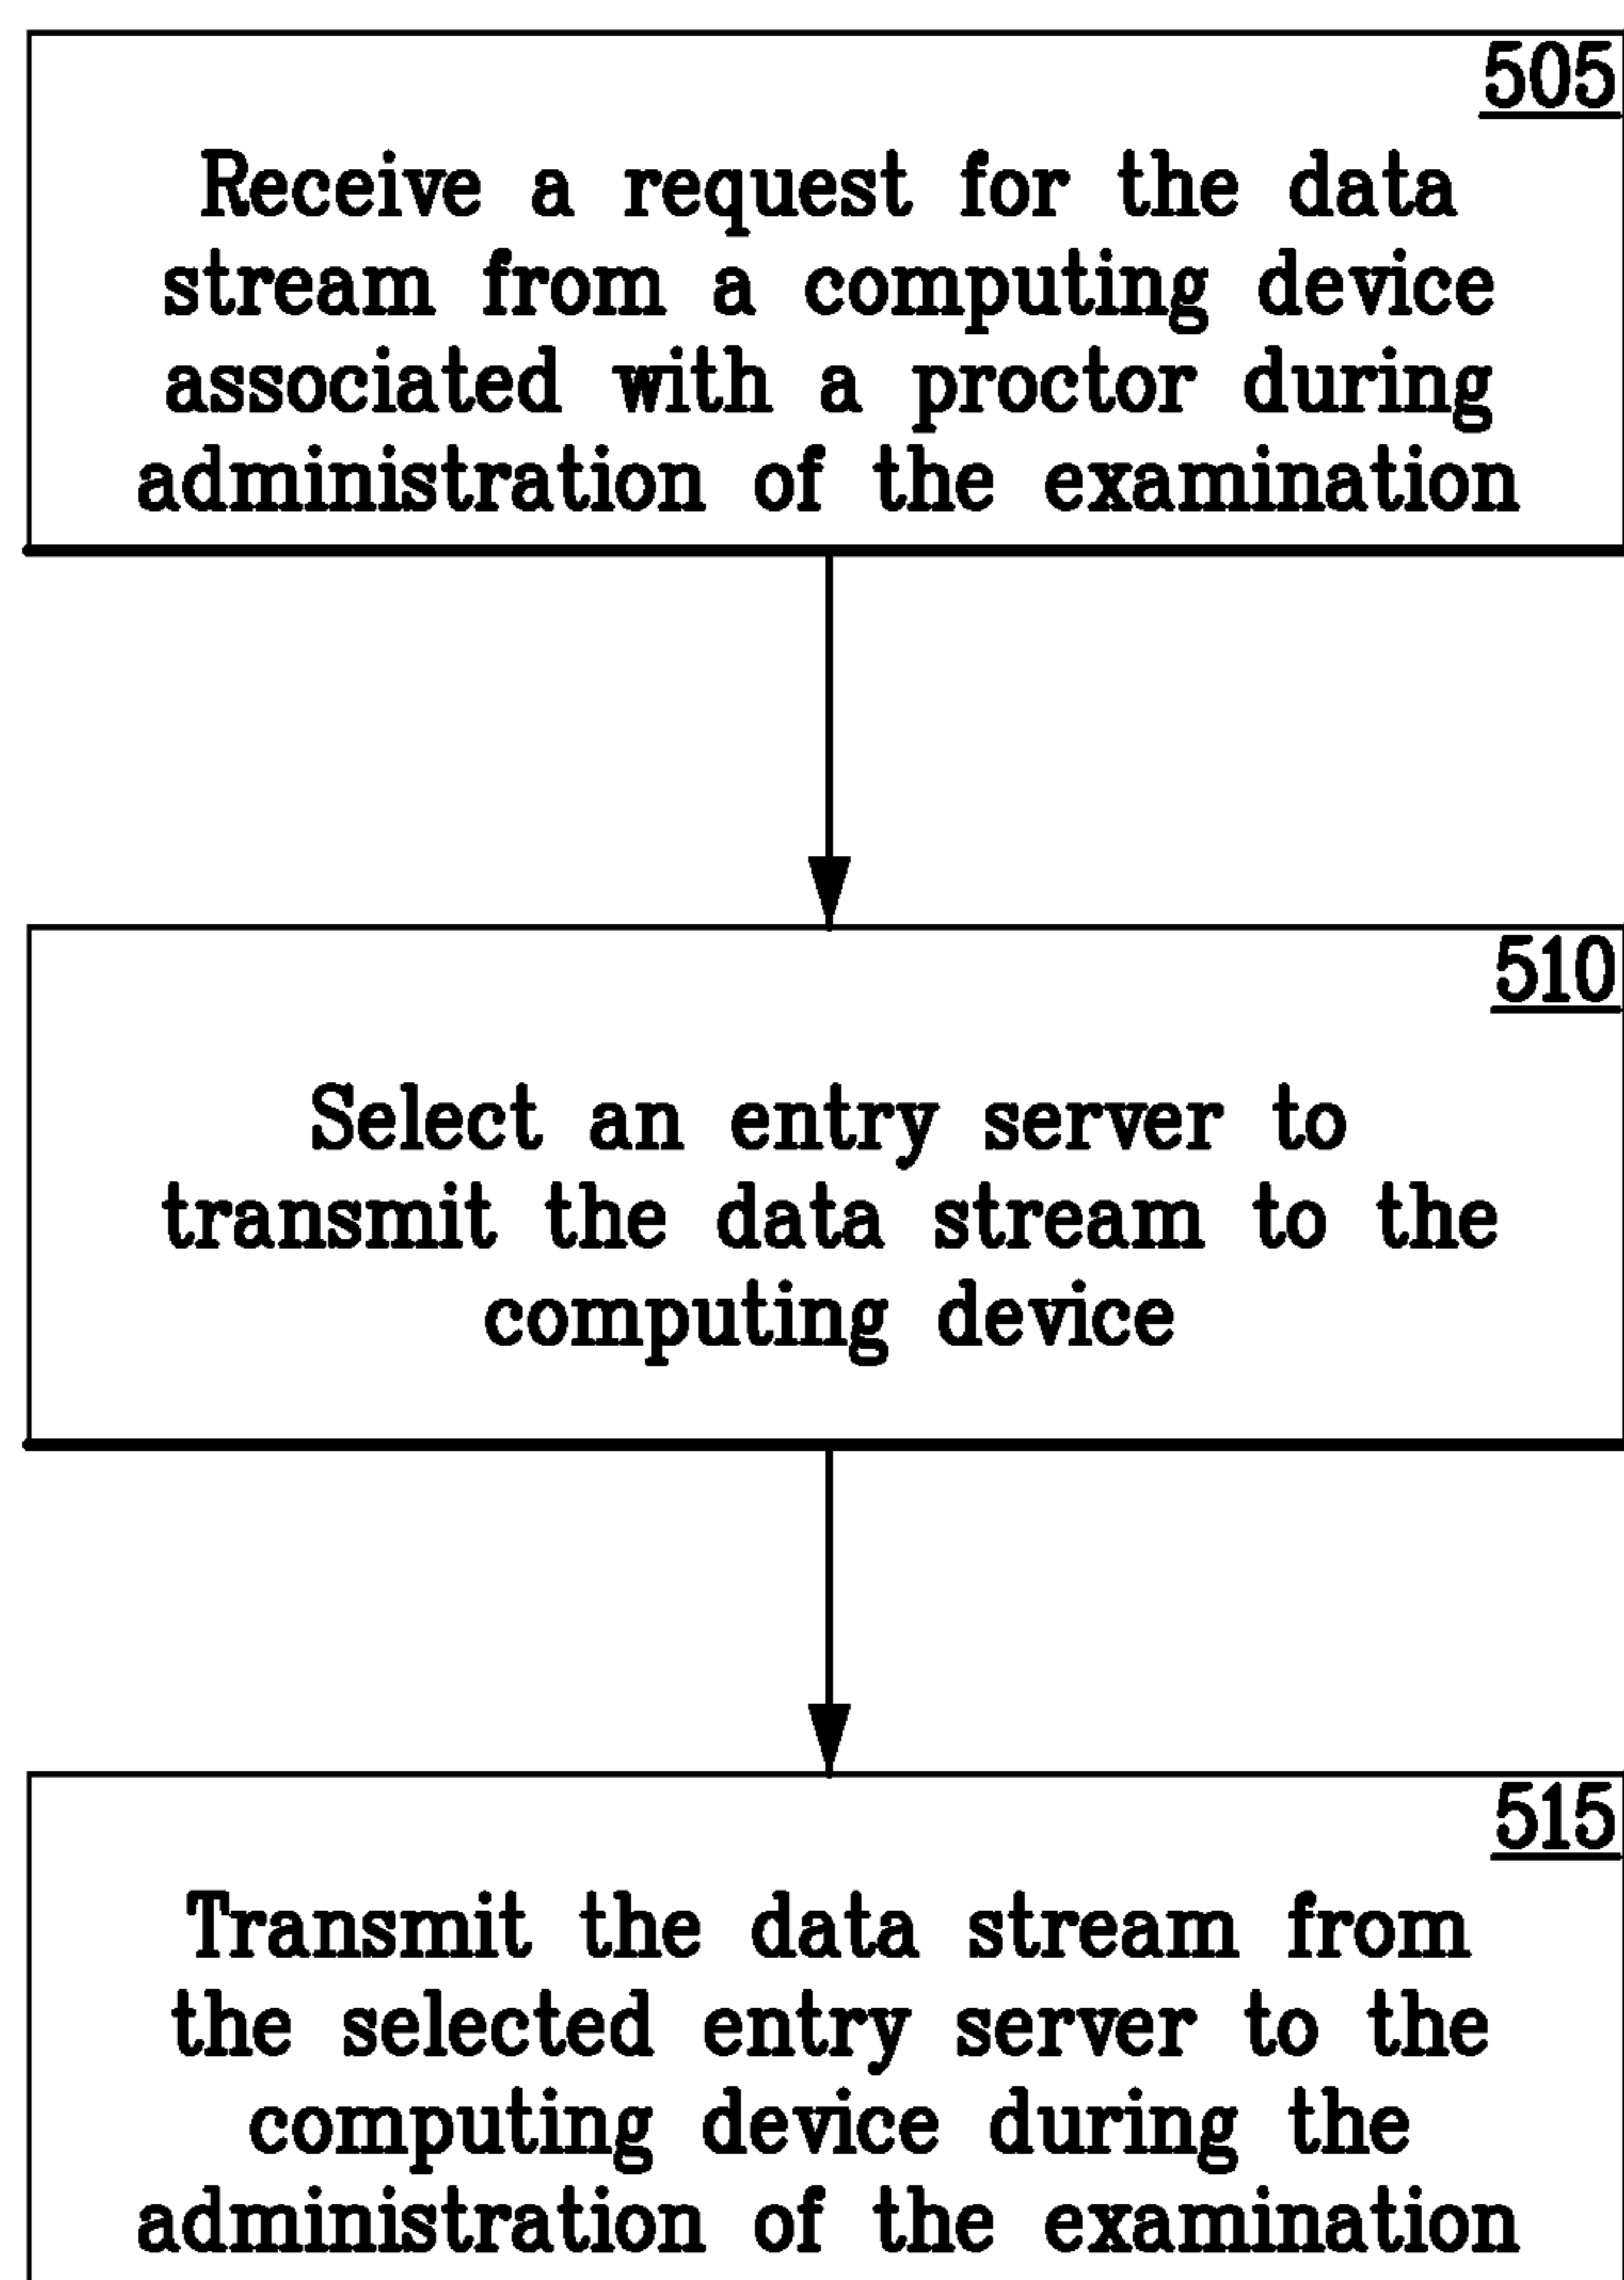 505
Receive a request for the data
stream from a computing device
associated with a proctor during
administration of the examination
510
Select an entry server to
transmit the data stream to the
computing device
515
Transmit the data stream from
the selected entry server to the
computing device during the
administration of the examination